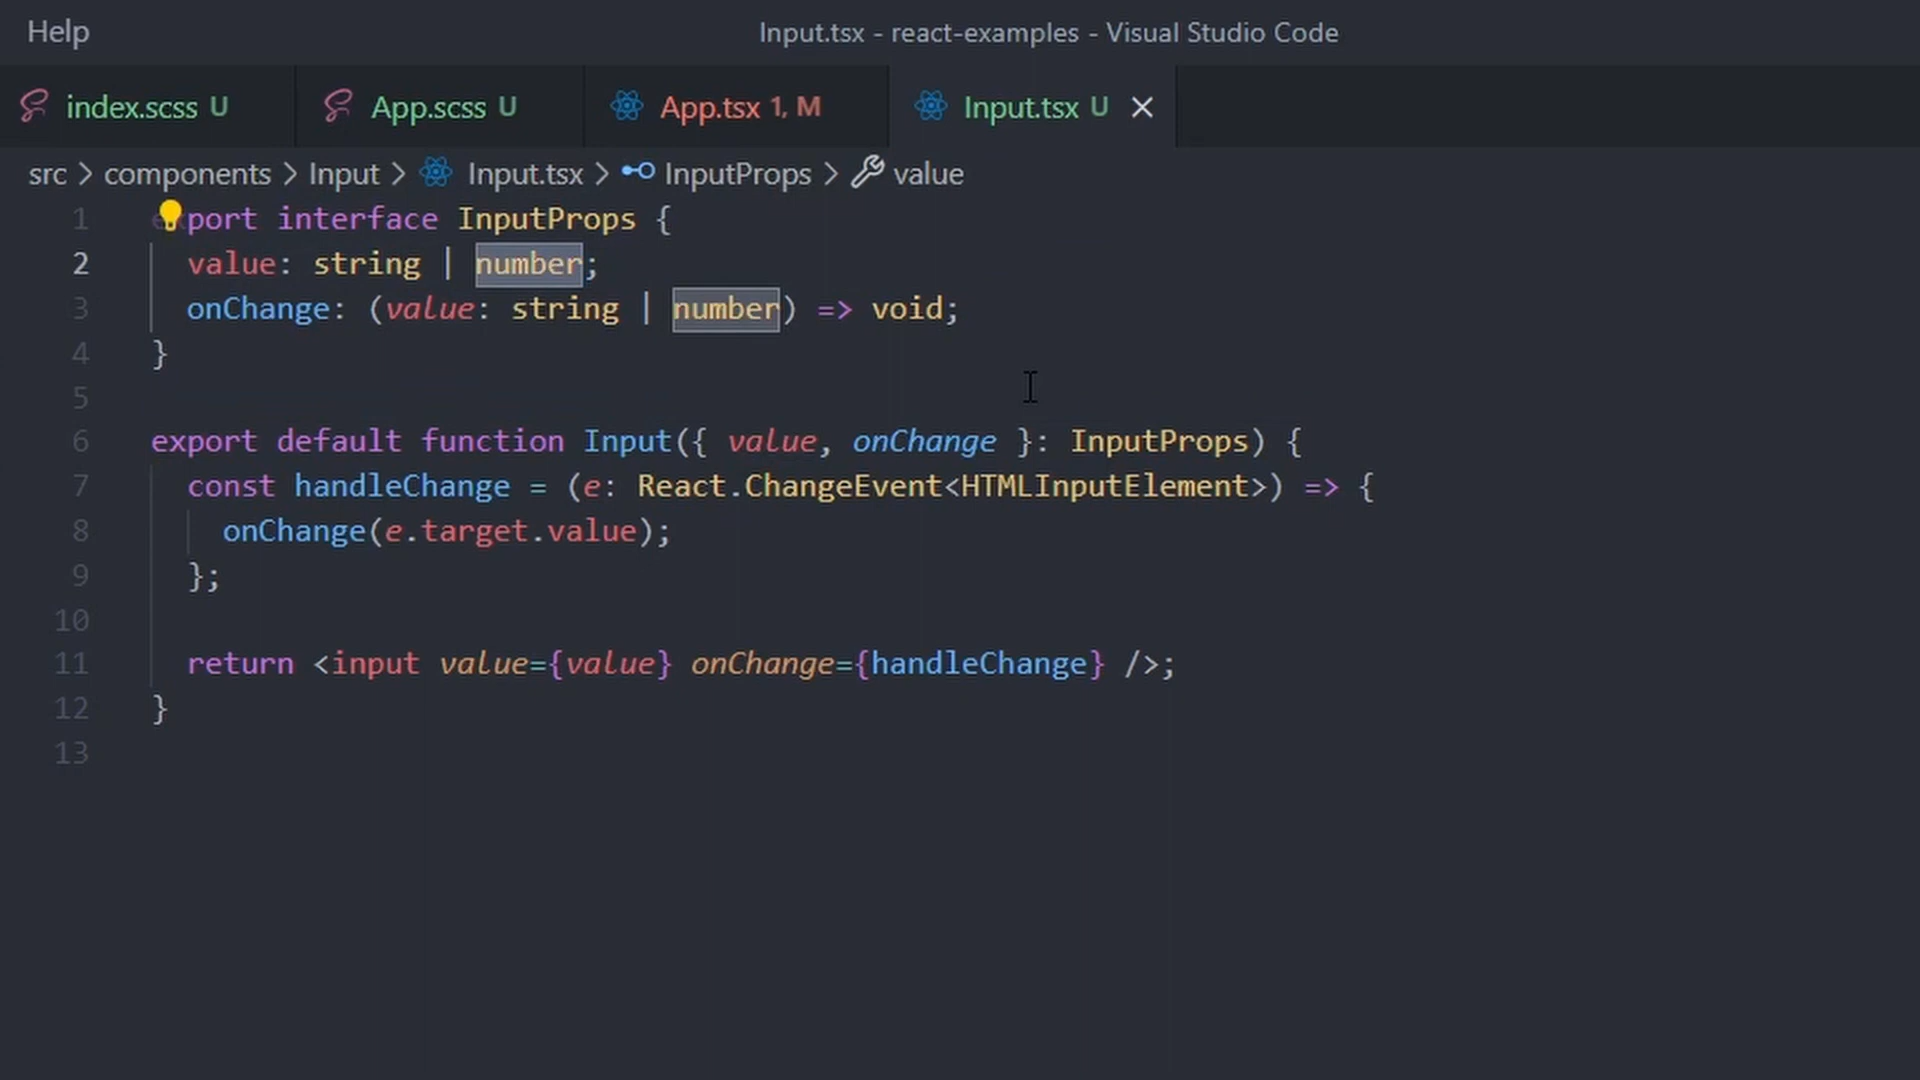 Help
Input.tsx - react-examples - Visual Studio Code
index.scss U
App.scss U
App.tsx 1, M
Input.tsx U
src > components > Input > Input.tsx > InputProps > value
1 export interface InputProps {
2 value: string | number;
3 onChange: (value: string | number) => void;
4 }
5
6 export default function Input({ value, onChange }: InputProps) {
7 const handleChange = (e: React.ChangeEvent<HTMLInputElement>) => {
8 onChange(e.target.value);
9 };
10
11 return <input value={value} onChange={handleChange} />;
12 }
13